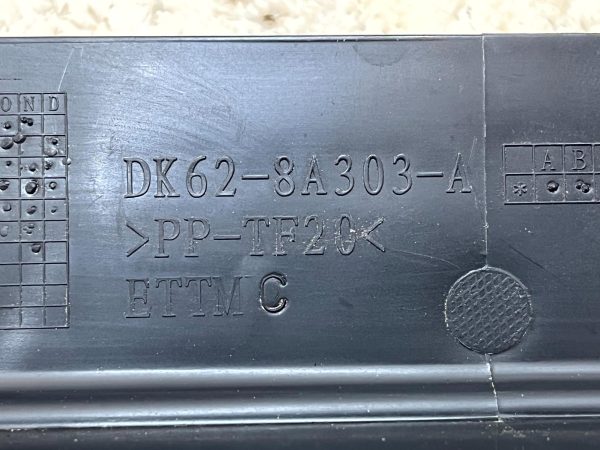 O N D
DK62-8A303-A
>PP-TF20<
ETTM C
A B
*